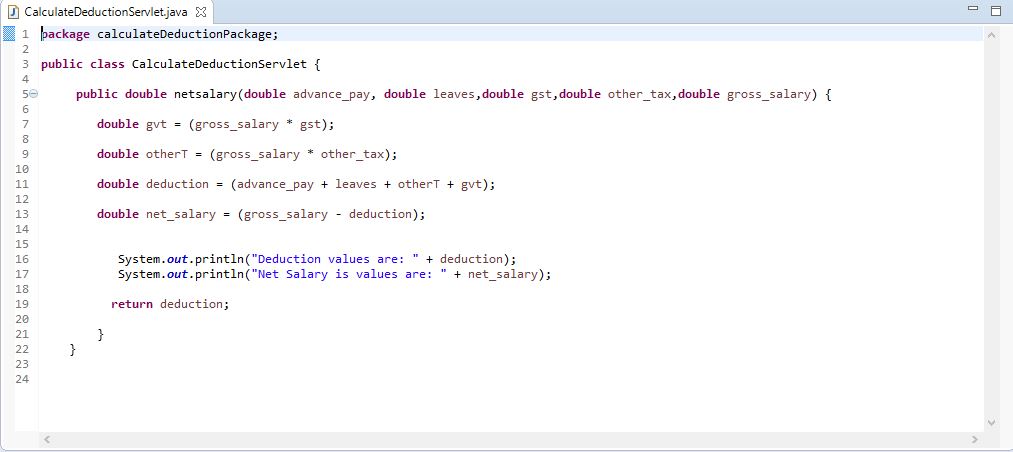 CalculateDeductionServlet.java
1 package calculateDeductionPackage;
2
3 public class CalculateDeductionServlet {
4
5 public double netsalary(double advance_pay, double leaves,double gst,double other_tax,double gross_salary) {
6
7 double gvt = (gross_salary * gst);
8
9 double otherT = (gross_salary * other_tax);
10
11 double deduction = (advance_pay + leaves + otherT + gvt);
12
13 double net_salary = (gross_salary - deduction);
14
15
16 System.out.println("Deduction values are: " + deduction);
17 System.out.println("Net Salary is values are: " + net_salary);
18
19 return deduction;
20
21 }
22 }
23
24